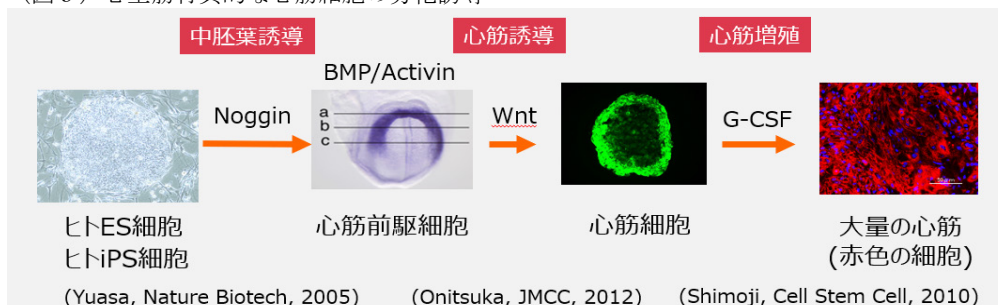 中胚葉誘導
心筋誘導
心筋増殖
BMP/Activin
Noggin
Wnt
G-CSF
a
b
c
ヒトES細胞
ヒトiPS細胞
心筋前駆細胞
心筋細胞
大量の心筋
(赤色の細胞)
(Yuasa, Nature Biotech, 2005)
(Onitsuka, JMCC, 2012)
(Shimoji, Cell Stem Cell, 2010)